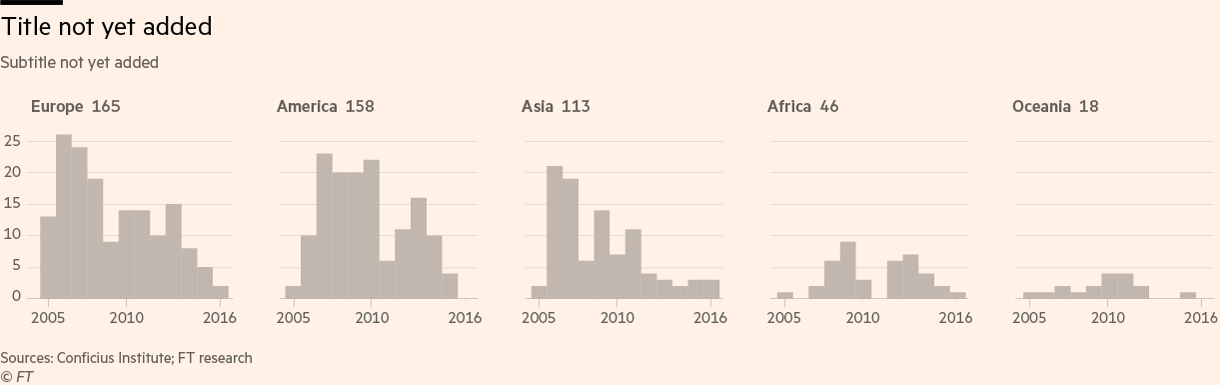 Title not yet added
Subtitle not yet added
Europe 165 America 158 Asia 113 Africa 46 Oceania 18
25
20
15
10
5
0
2005 2010 2016 2005 2010 2016 2005 2010 2016 2005 2010 2016 2005 2010 2016
Sources: Conficius Institute; FT research
© FT